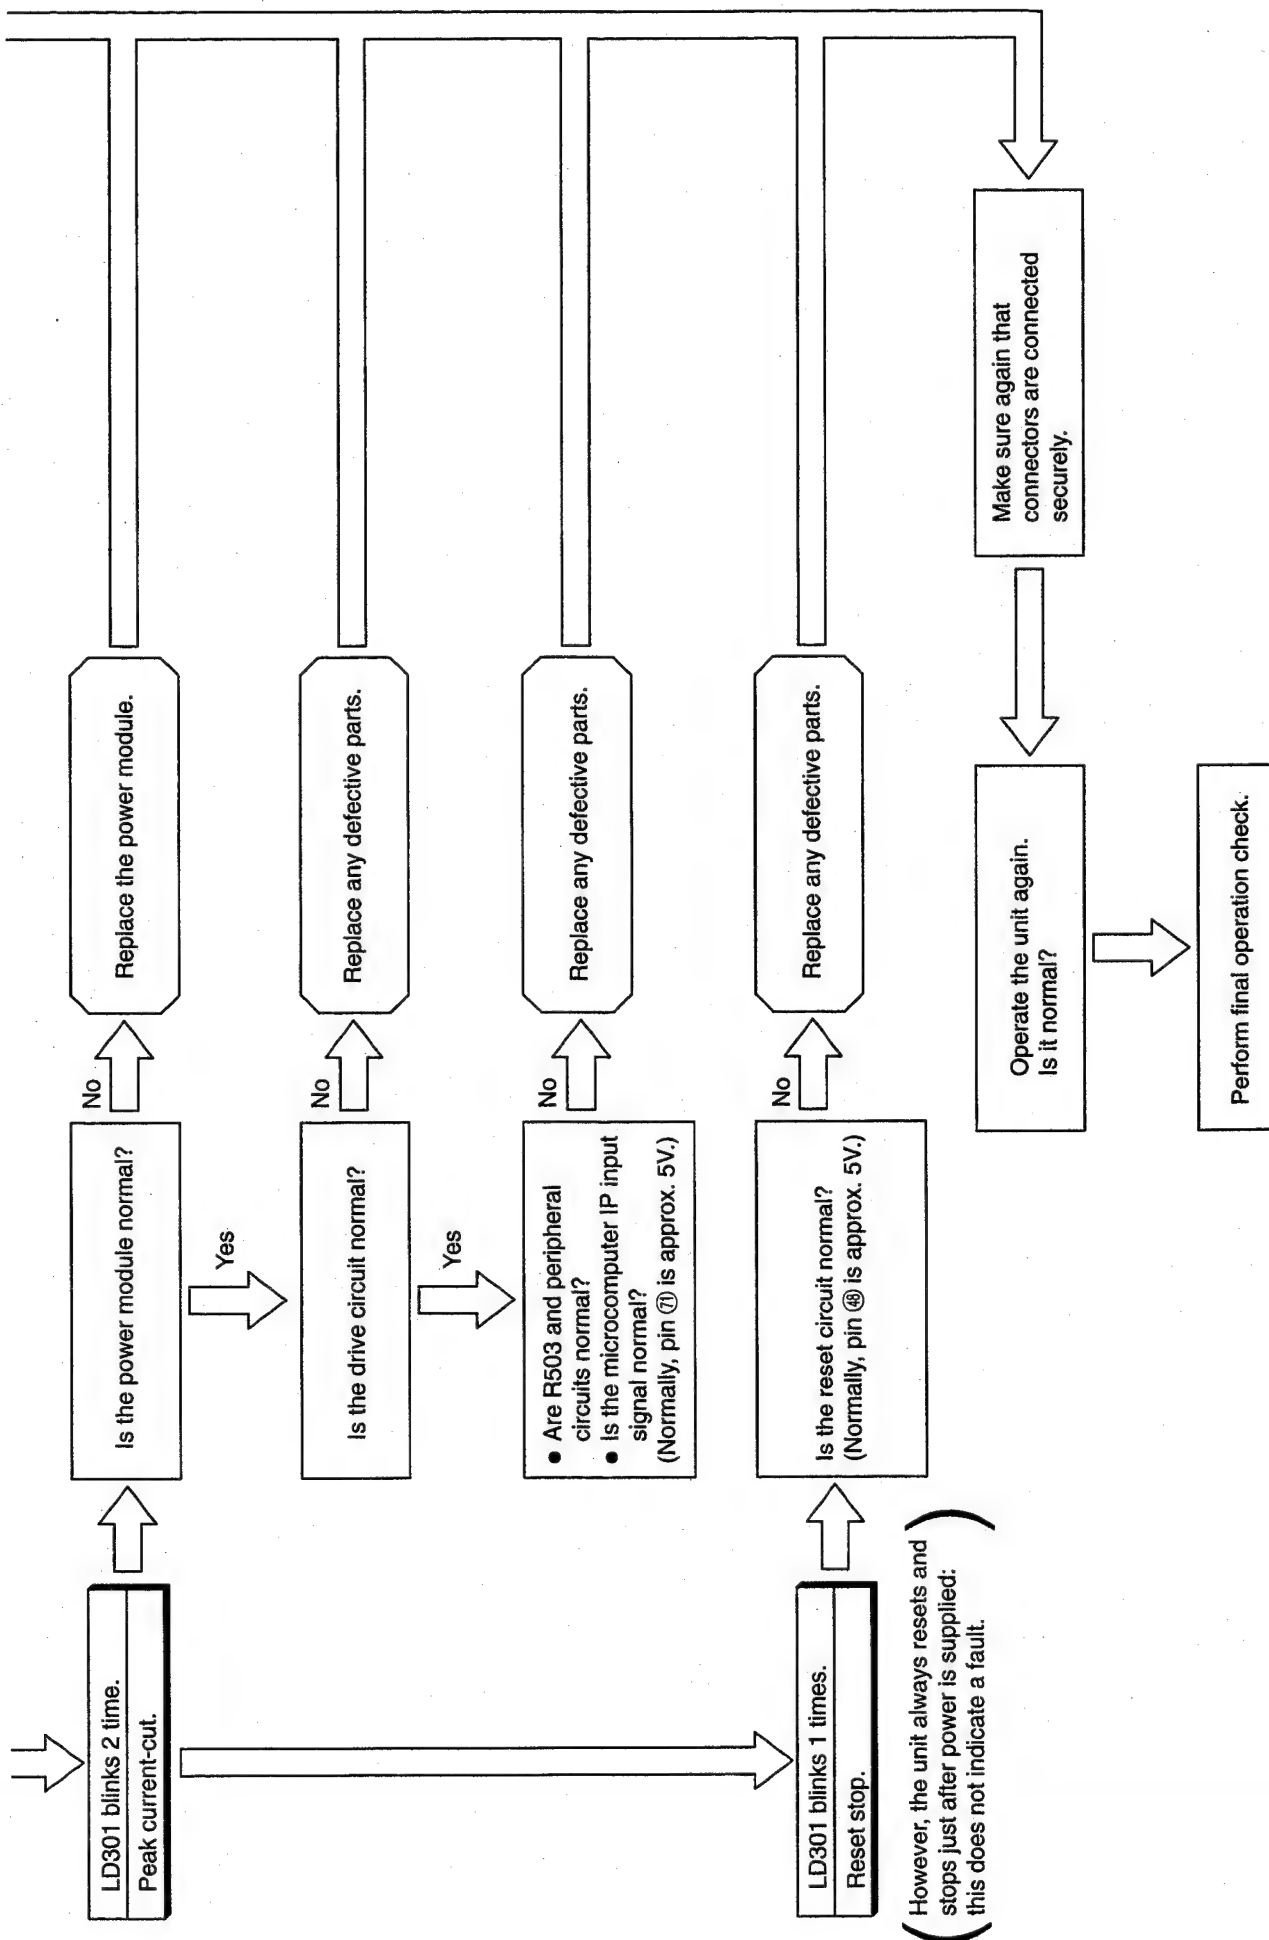 LD301 blinks 2 time.
Peak current-cut.
Is the power module normal?
No
Replace the power module.
Yes
Is the drive circuit normal?
No
Replace any defective parts.
Yes
● Are R503 and peripheral
circuits normal?
● Is the microcomputer IP input
signal normal?
(Normally, pin ㉛ is approx. 5V.)
No
Replace any defective parts.
LD301 blinks 1 times.
Reset stop.
(However, the unit always resets and
stops just after power is supplied:
this does not indicate a fault.)
Is the reset circuit normal?
(Normally, pin ㊽ is approx. 5V.)
No
Replace any defective parts.
Make sure again that
connectors are connected
securely.
Operate the unit again.
Is it normal?
Perform final operation check.